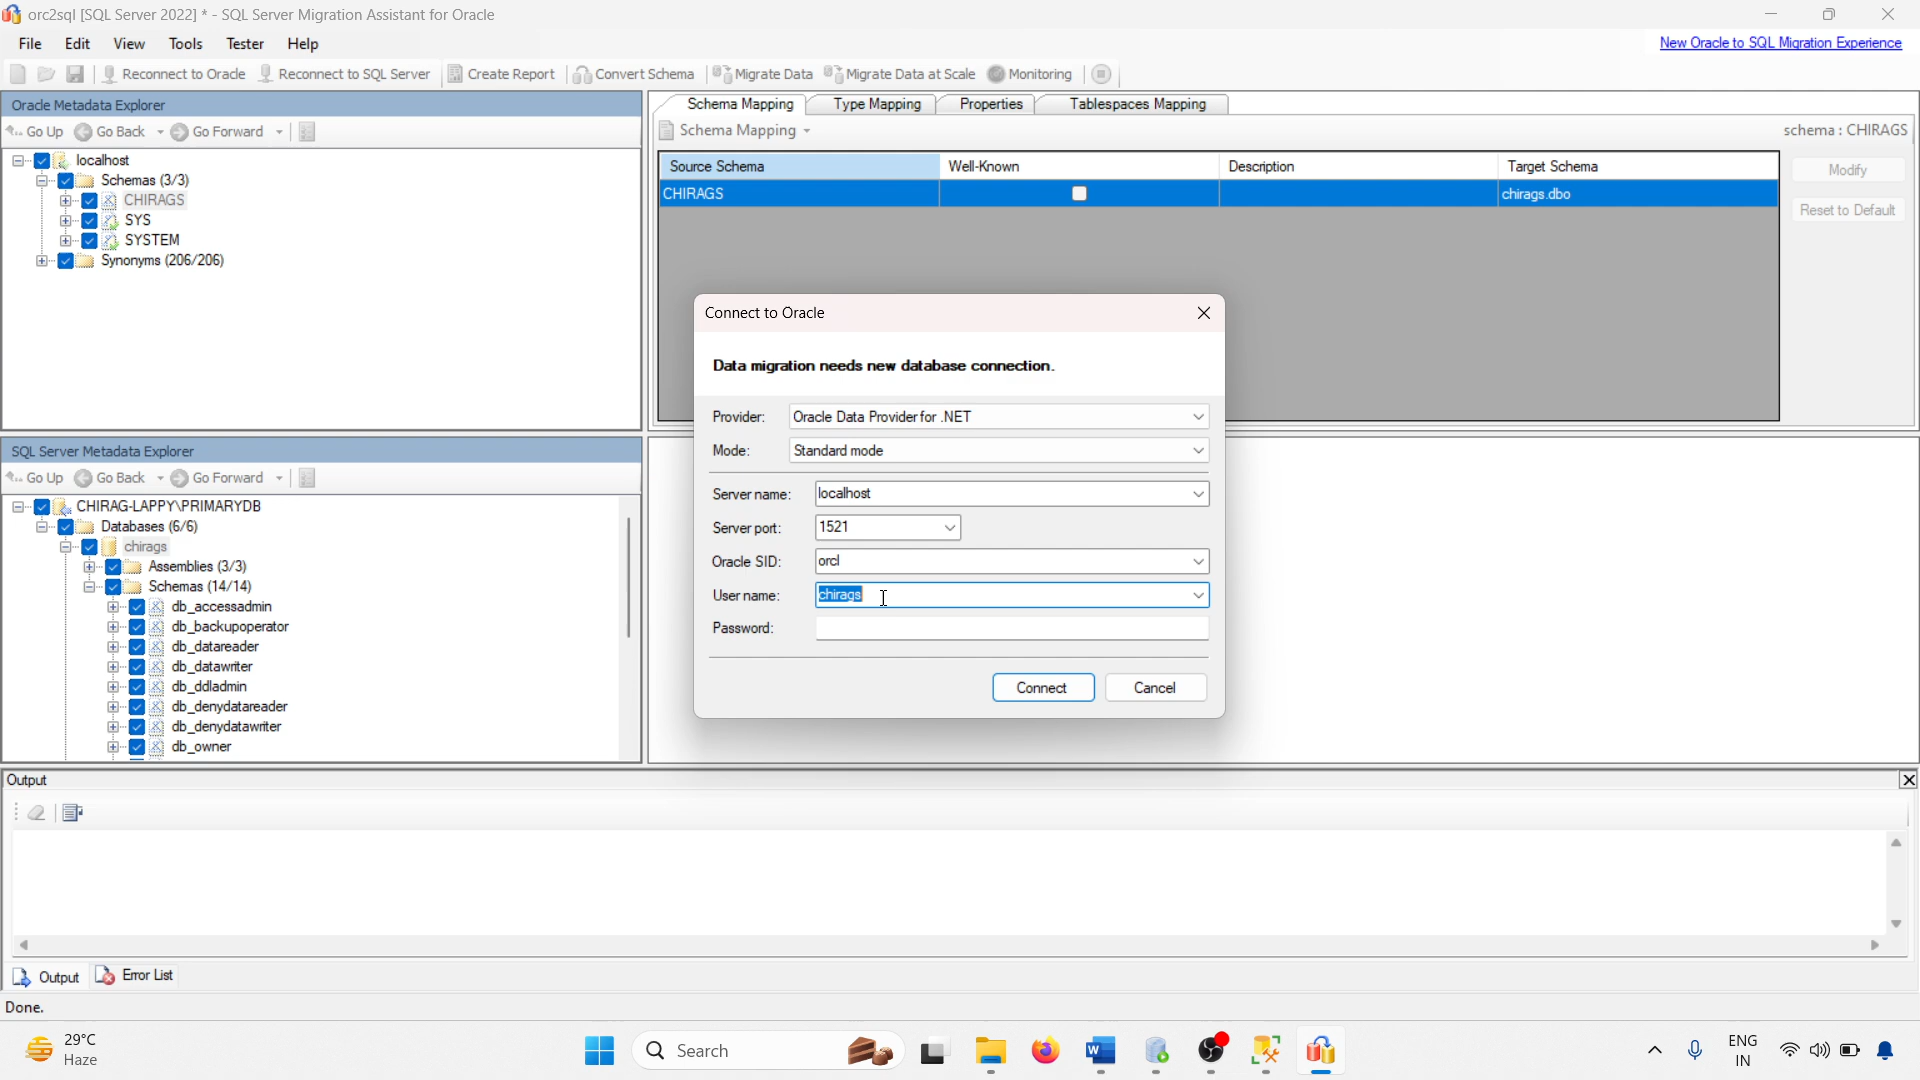 orc2sql [SQL Server 2022] * - SQL Server Migration Assistant for Oracle
File Edit View Tools Tester Help
New Oracle to SQL Migration Experience
Reconnect to Oracle Reconnect to SQL Server Create Report Convert Schema Migrate Data Migrate Data at Scale Monitoring
Oracle Metadata Explorer
Go Up Go Back Go Forward
localhost
Schemas (3/3)
CHIRAGS
SYS
SYSTEM
Synonyms (206/206)
Schema Mapping Type Mapping Properties Tablespaces Mapping
Schema Mapping
schema : CHIRAGS
Source Schema Well-Known Description Target Schema
CHIRAGS chirags.dbo
Modify
Reset to Default
Connect to Oracle
Data migration needs new database connection.
Provider: Oracle Data Provider for .NET
Mode: Standard mode
Server name: localhost
Server port: 1521
Oracle SID: orcl
User name: chirags
Password:
Connect Cancel
SQL Server Metadata Explorer
Go Up Go Back Go Forward
CHIRAG-LAPPY\PRIMARYDB
Databases (6/6)
chirags
Assemblies (3/3)
Schemas (14/14)
db_accessadmin
db_backupoperator
db_datareader
db_datawriter
db_ddladmin
db_denydatareader
db_denydatawriter
db_owner
Output
Output Error List
Done.
29°C
Haze
Search
ENG
IN